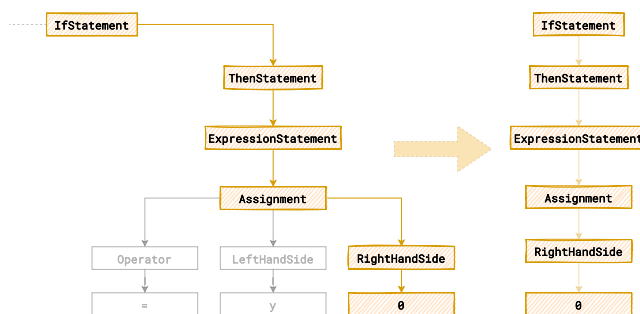 IfStatement
IfStatement
ThenStatement
ThenStatement
ExpressionStatement
ExpressionStatement
Assignment
Assignment
Operator
LeftHandSide
RightHandSide
RightHandSide
=
y
0
0